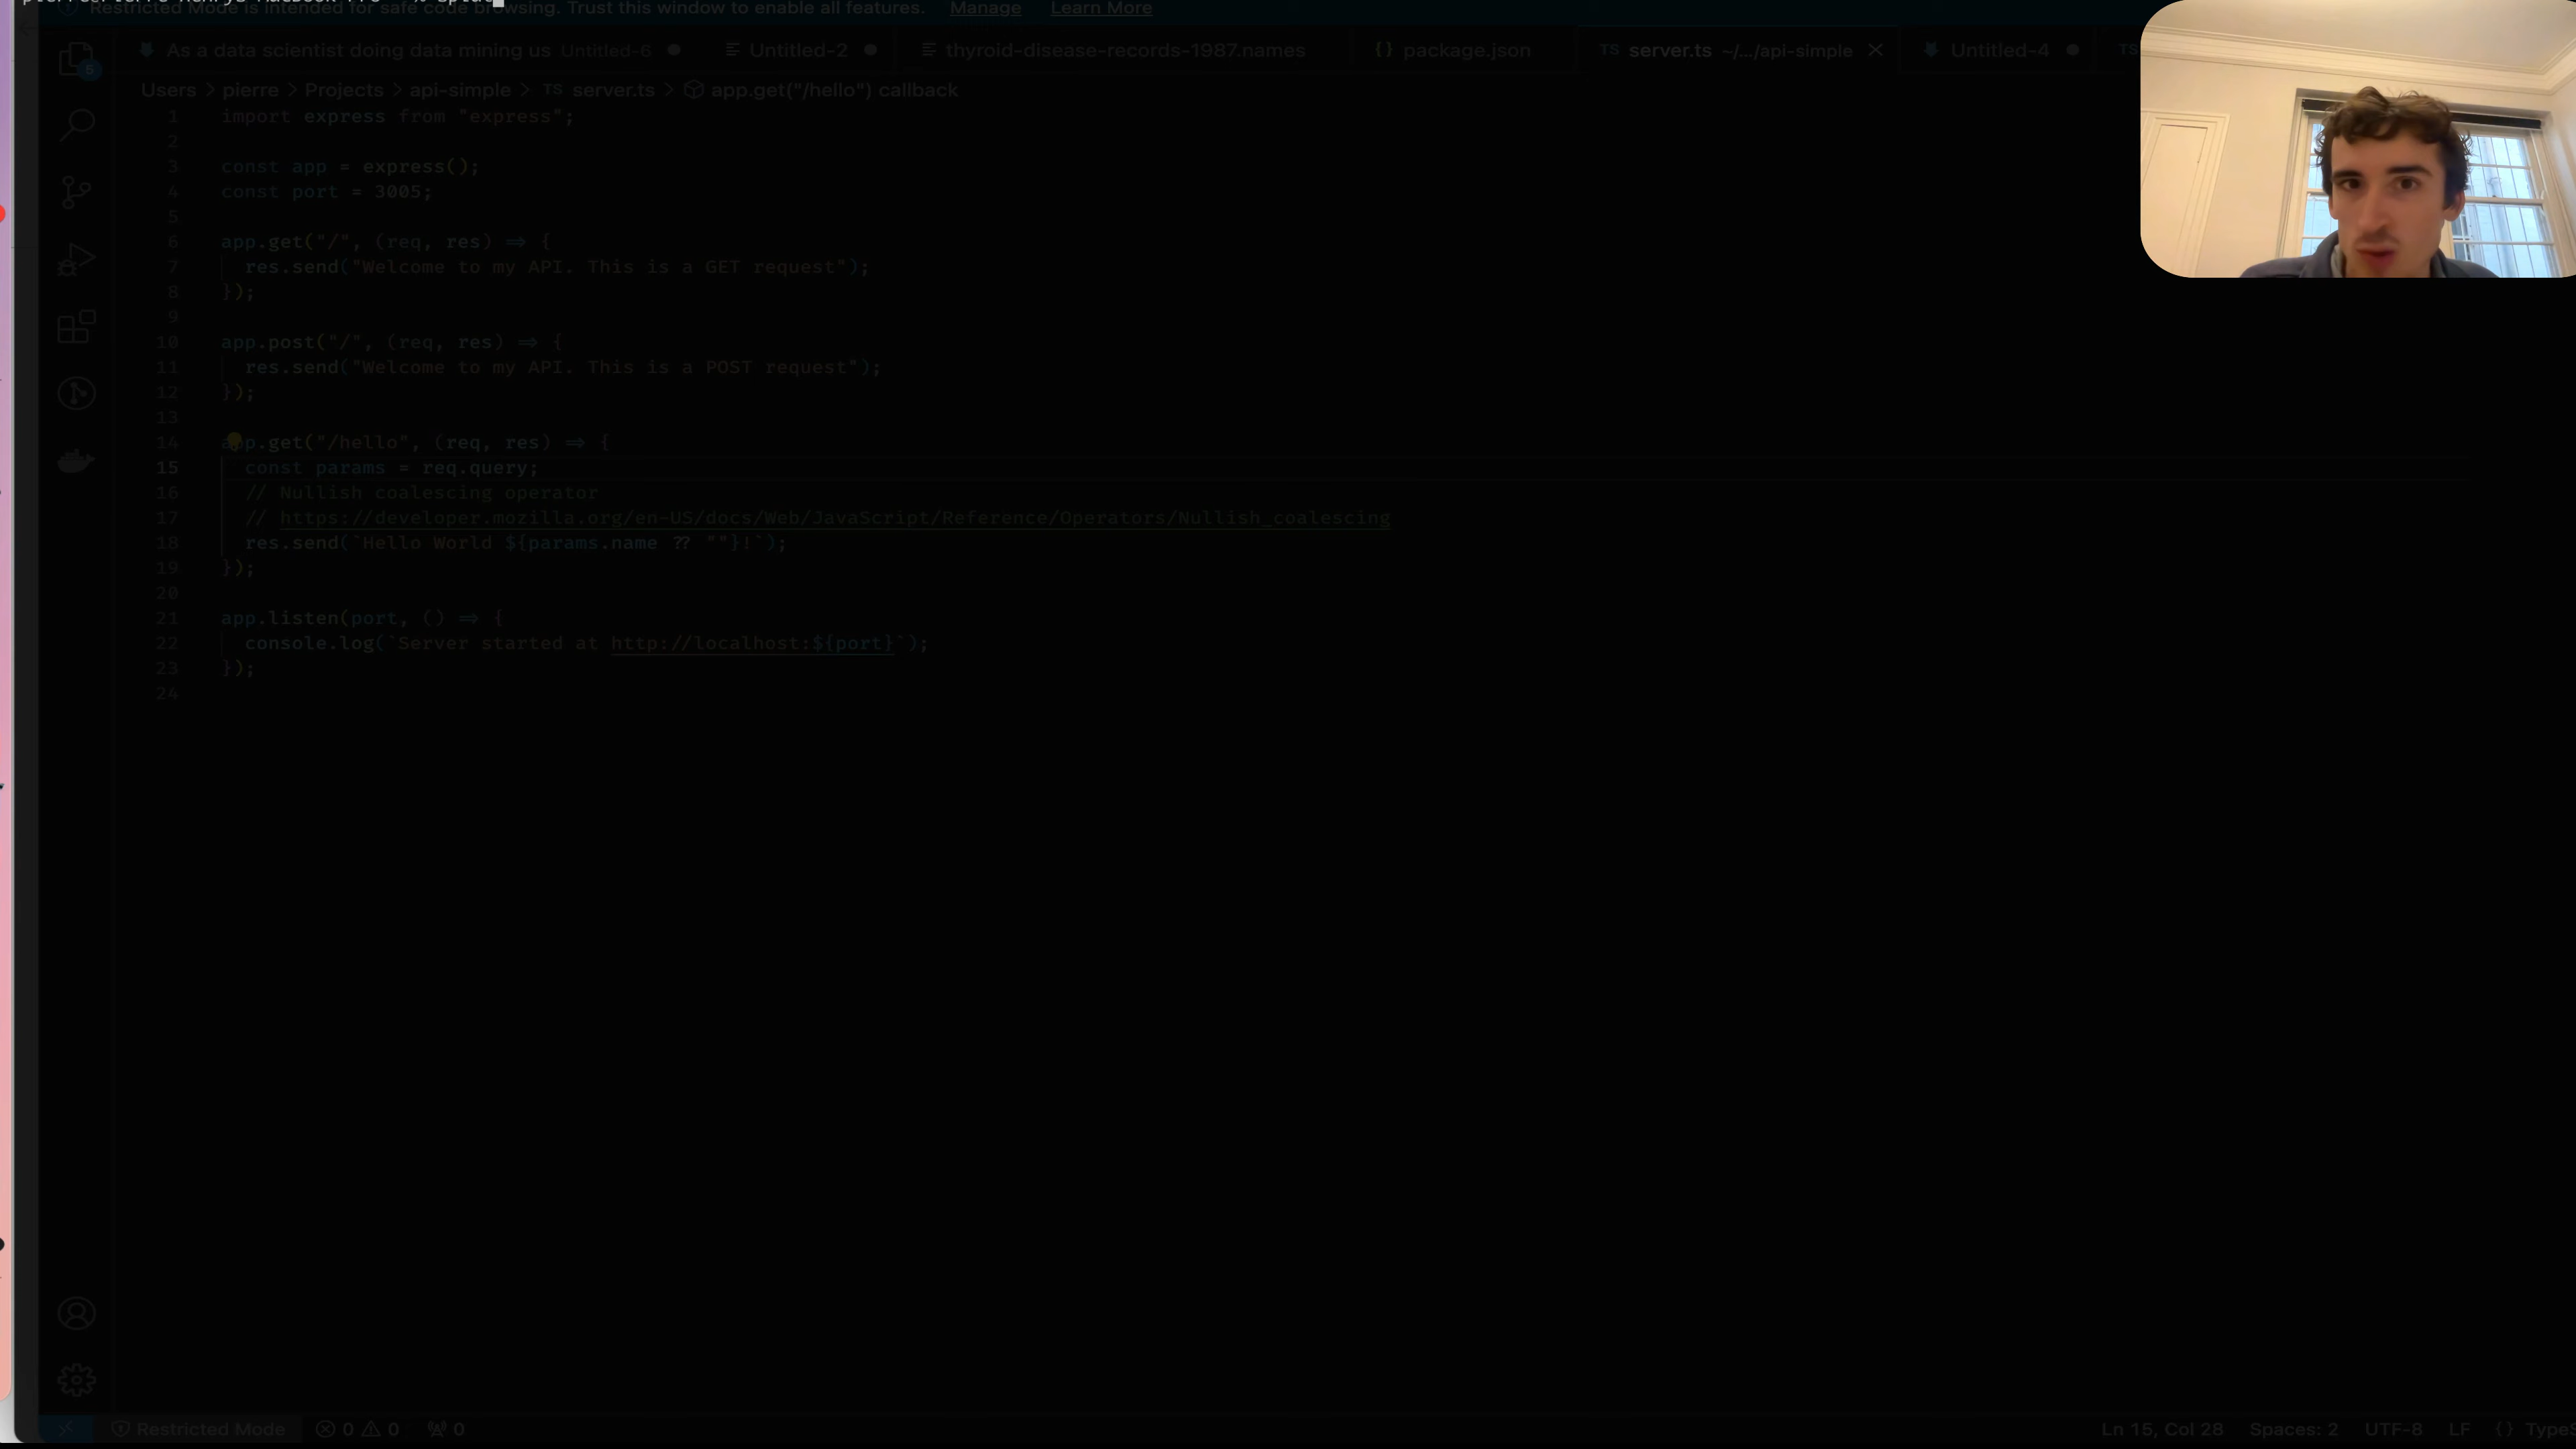 Restricted Mode is intended for safe code browsing. Trust this window to enable all features. Manage Learn More
5
As a data scientist doing data mining us Untitled-6
Untitled-2
thyroid-disease-records-1987.names
{} package.json
TS server.ts ~/.../api-simple
Untitled-4
TS
Users > pierre > Projects > api-simple > TS server.ts > app.get("/hello") callback
1 import express from "express";
2
3 const app = express();
4 const port = 3005;
5
6 app.get("/", (req, res) => {
7 res.send("Welcome to my API. This is a GET request");
8 });
9
10 app.post("/", (req, res) => {
11 res.send("Welcome to my API. This is a POST request");
12 });
13
14 app.get("/hello", (req, res) => {
15 const params = req.query;
16 // Nullish coalescing operator
17 // https://developer.mozilla.org/en-US/docs/Web/JavaScript/Reference/Operators/Nullish_coalescing
18 res.send(`Hello World ${params.name ?? ""}!`);
19 });
20
21 app.listen(port, () => {
22 console.log(`Server started at http://localhost:${port}`);
23 });
24
Restricted Mode 0 0 0 Ln 15, Col 28 Spaces: 2 UTF-8 LF {}